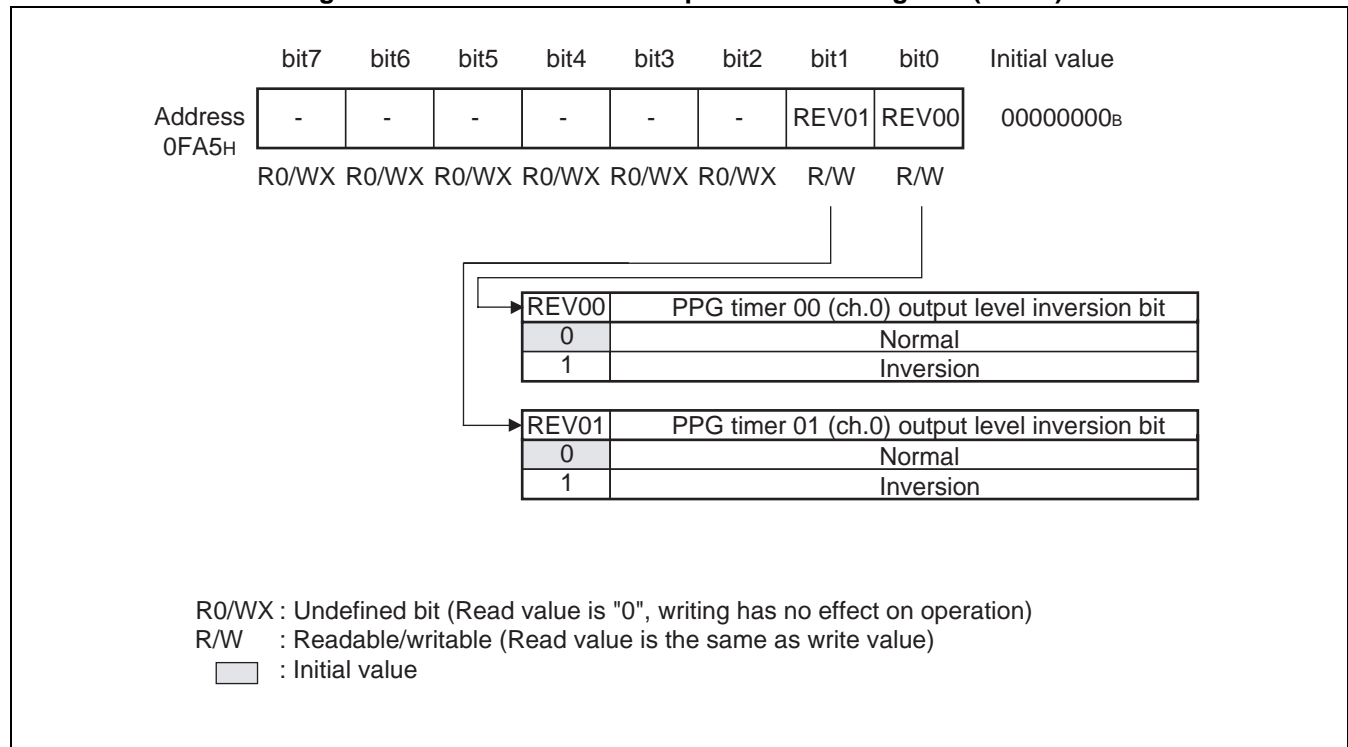 bit7 bit6 bit5 bit4 bit3 bit2 bit1 bit0 Initial value
Address - - - - - - REV01 REV00 00000000B
0FA5H
R0/WX R0/WX R0/WX R0/WX R0/WX R0/WX R/W R/W
REV00 PPG timer 00 (ch.0) output level inversion bit
0 Normal
1 Inversion
REV01 PPG timer 01 (ch.0) output level inversion bit
0 Normal
1 Inversion
R0/WX : Undefined bit (Read value is "0", writing has no effect on operation)
R/W : Readable/writable (Read value is the same as write value)
: Initial value